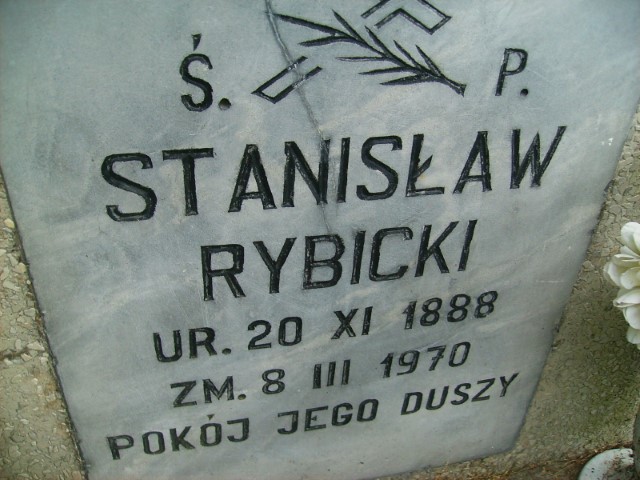 Ś. P.
STANISŁAW
RYBICKI
UR. 20 XI 1888
ZM. 8 III 1970
POKÓJ JEGO DUSZY